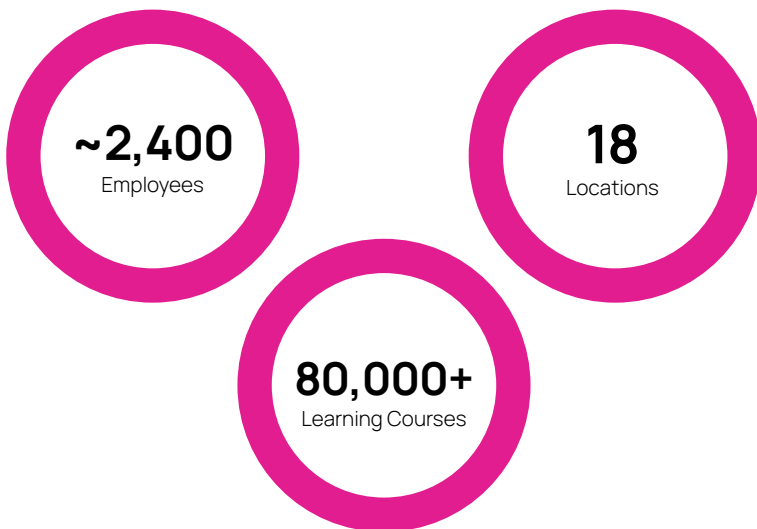 ~2,400
Employees
18
Locations
80,000+
Learning Courses